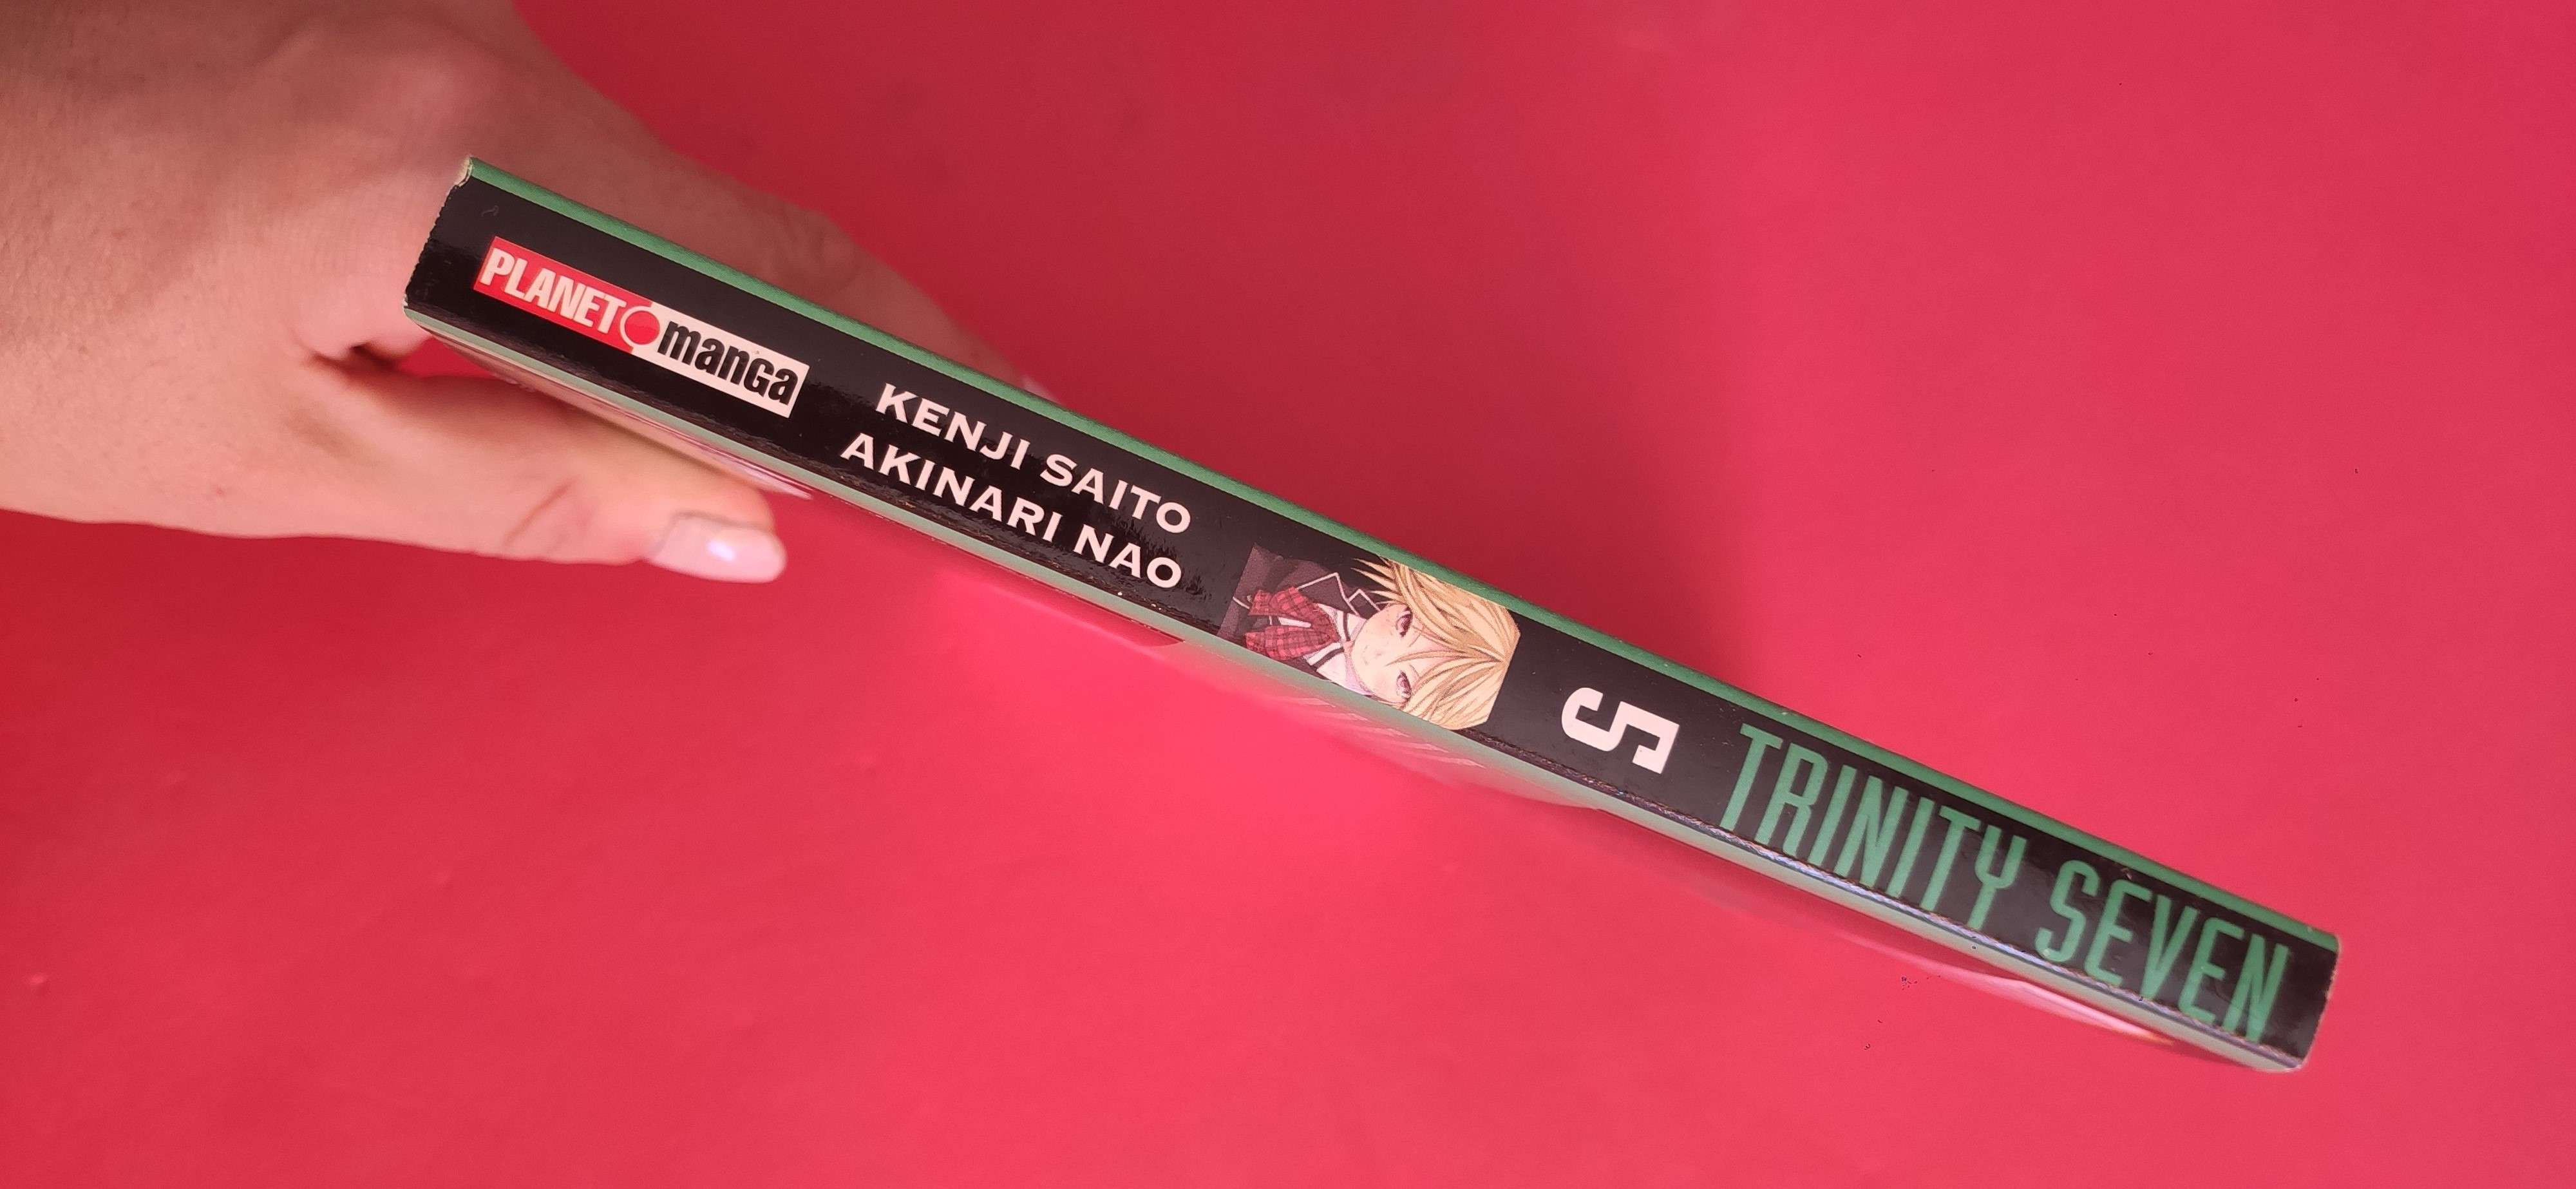 PLANET manga
KENJI SAITO
AKINARI NAO
5
TRINITY SEVEN